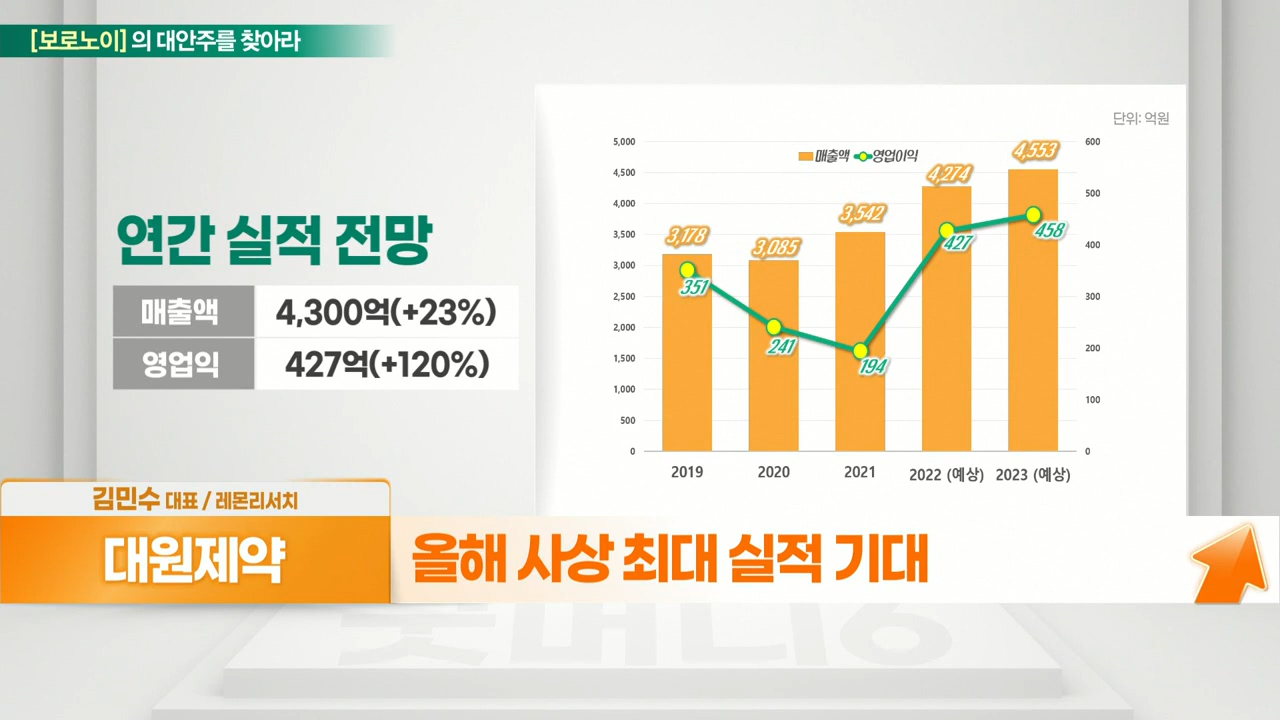 [보로노이]의 대안주를 찾아라
연간 실적 전망
매출액 4,300억(+23%)
영업익 427억(+120%)
단위: 억원
매출액 영업이익
5,000
4,500
4,000
3,500
3,000
2,500
2,000
1,500
1,000
500
0
600
500
400
300
200
100
0
3,178
3,085
3,542
4,274
4,553
351
241
194
427
458
2019 2020 2021 2022 (예상) 2023 (예상)
김민수 대표 / 레몬리서치
대원제약
올해 사상 최대 실적 기대